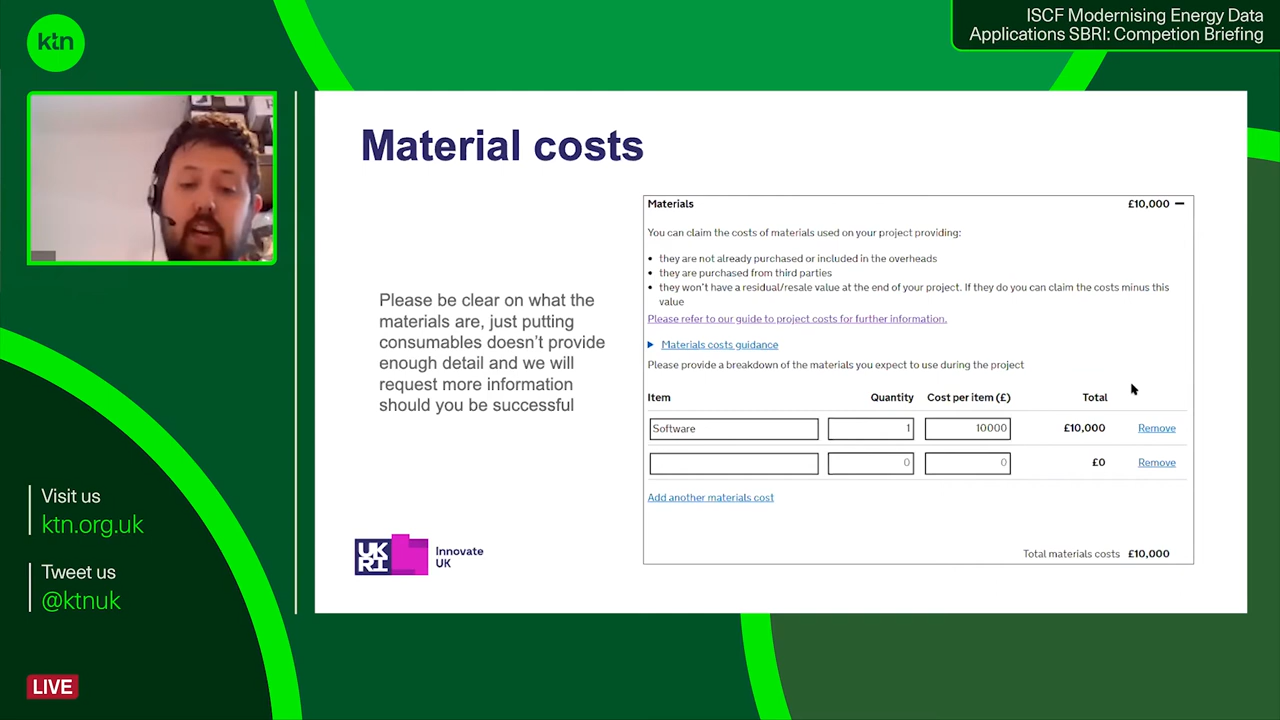 ktn
ISCF Modernising Energy Data
Applications SBRI: Competion Briefing
Material costs
Please be clear on what the
materials are, just putting
consumables doesn't provide
enough detail and we will
request more information
should you be successful
Materials £10,000
You can claim the costs of materials used on your project providing:
• they are not already purchased or included in the overheads
• they are purchased from third parties
• they won't have a residual/resale value at the end of your project. If they do you can claim the costs minus this
value
Please refer to our guide to project costs for further information.
Materials costs guidance
Please provide a breakdown of the materials you expect to use during the project
Item Quantity Cost per item (£) Total
Software 1 10000 £10,000 Remove
0 0 £0 Remove
Add another materials cost
Total materials costs £10,000
UK
RI
Innovate
UK
Visit us
ktn.org.uk
Tweet us
@ktnuk
LIVE